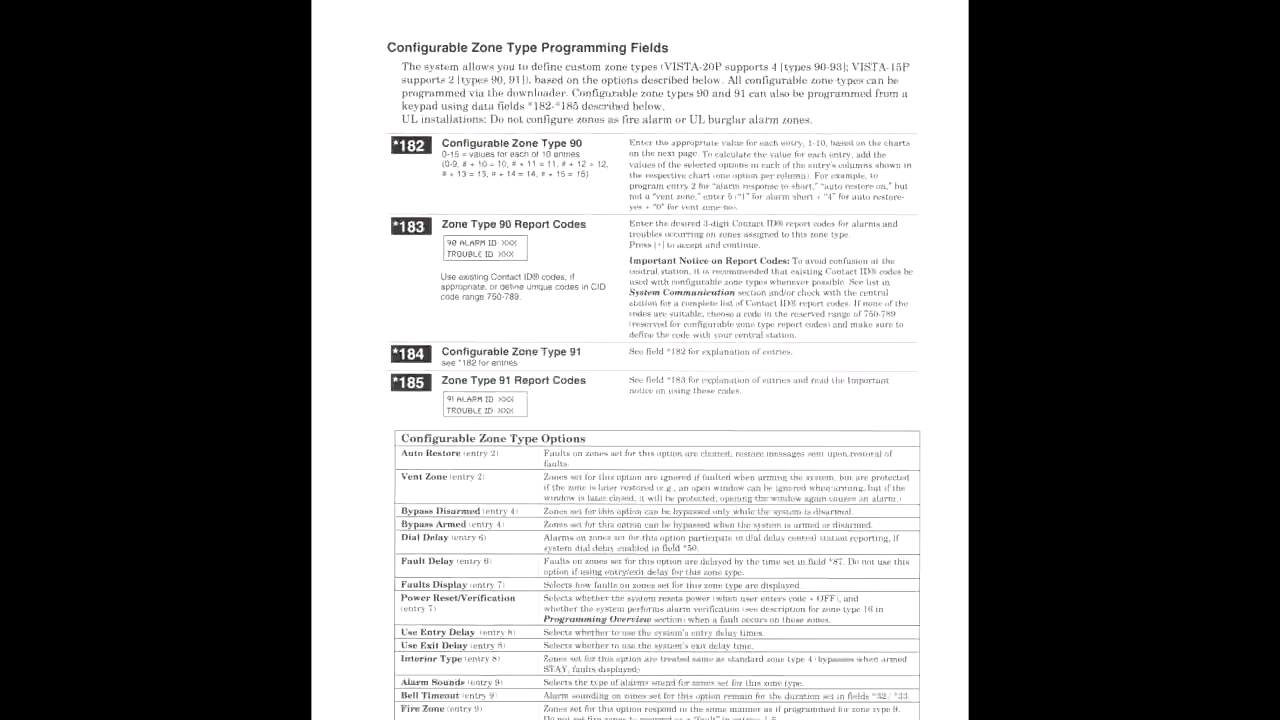 Configurable Zone Type Programming Fields
The system allows you to define custom zone types (VISTA-20P supports 4 [types 90-93]; VISTA-15P
supports 2 [types 90, 91]), based on the options described below. All configurable zone types can be
programmed via the downloader. Configurable zone types 90 and 91 can also be programmed from a
keypad using data fields *182-*185 described below.
UL installations: Do not configure zones as fire alarm or UL burglar alarm zones.
*182
Configurable Zone Type 90
0-15 = values for each of 10 entries
(0-9, # + 10 = 10, # + 11 = 11, # + 12 = 12,
# + 13 = 13, # + 14 = 14, # + 15 = 15)
Enter the appropriate value for each entry, 1-10, based on the charts
on the next page. To calculate the value for each entry, add the
values of the selected options in each of the entry's columns shown in
the respective chart (one option per column). For example, to
program entry 2 for "alarm response to short," "auto restore on," but
not a "vent zone," enter 5 ("1" for alarm short + "4" for auto restore-
yes + "0" for vent zone-no).
*183
Zone Type 90 Report Codes
90 ALARM ID XXX
TROUBLE ID XXX
Use existing Contact ID® codes, if
appropriate, or define unique codes in CID
code range 750-789.
Enter the desired 3-digit Contact ID® report codes for alarms and
troubles occurring on zones assigned to this zone type.
Press [*] to accept and continue.
Important Notice on Report Codes: To avoid confusion at the
central station, it is recommended that existing Contact ID® codes be
used with configurable zone types whenever possible. See list in
System Communication section and/or check with the central
station for a complete list of Contact ID® report codes. If none of the
codes are suitable, choose a code in the reserved range of 750-789
(reserved for configurable zone type report codes) and make sure to
define the code with your central station.
*184
Configurable Zone Type 91
see *182 for entries
See field *182 for explanation of entries.
*185
Zone Type 91 Report Codes
91 ALARM ID XXX
TROUBLE ID XXX
See field *183 for explanation of entries and read the Important
notice on using these codes.
Configurable Zone Type Options
Auto Restore (entry 2)
Faults on zones set for this option are cleared, restore messages sent upon restoral of
faults.
Vent Zone (entry 2)
Zones set for this option are ignored if faulted when arming the system, but are protected
if the zone is later restored (e.g., an open window can be ignored when arming, but if the
window is later closed, it will be protected; opening the window again causes an alarm.)
Bypass Disarmed (entry 4)
Zones set for this option can be bypassed only while the system is disarmed.
Bypass Armed (entry 4)
Zones set for this option can be bypassed when the system is armed or disarmed.
Dial Delay (entry 6)
Alarms on zones set for this option participate in dial delay central station reporting, if
system dial delay enabled in field *50.
Fault Delay (entry 6)
Faults on zones set for this option are delayed by the time set in field *87. Do not use this
option if using entry/exit delay for this zone type.
Faults Display (entry 7)
Selects how faults on zones set for this zone type are displayed.
Power Reset/Verification
(entry 7)
Selects whether the system resets power (when user enters code + OFF), and
whether the system performs alarm verification (see description for zone type 16 in
Programming Overview section) when a fault occurs on these zones.
Use Entry Delay (entry 8)
Selects whether to use the system's entry delay times.
Use Exit Delay (entry 8)
Selects whether to use the system's exit delay time.
Interior Type (entry 8)
Zones set for this option are treated same as standard zone type 4 (bypasses when armed
STAY, faults displayed)
Alarm Sounds (entry 9)
Selects the type of alarms sound for zones set for this zone type.
Bell Timeout (entry 9)
Alarm sounding on zones set for this option remain for the duration set in fields *32 / *33.
Fire Zone (entry 9)
Zones set for this option respond in the same manner as if programmed for zone type 9.
Do not set fire zones to respond as a "fault" in entries 1-5.